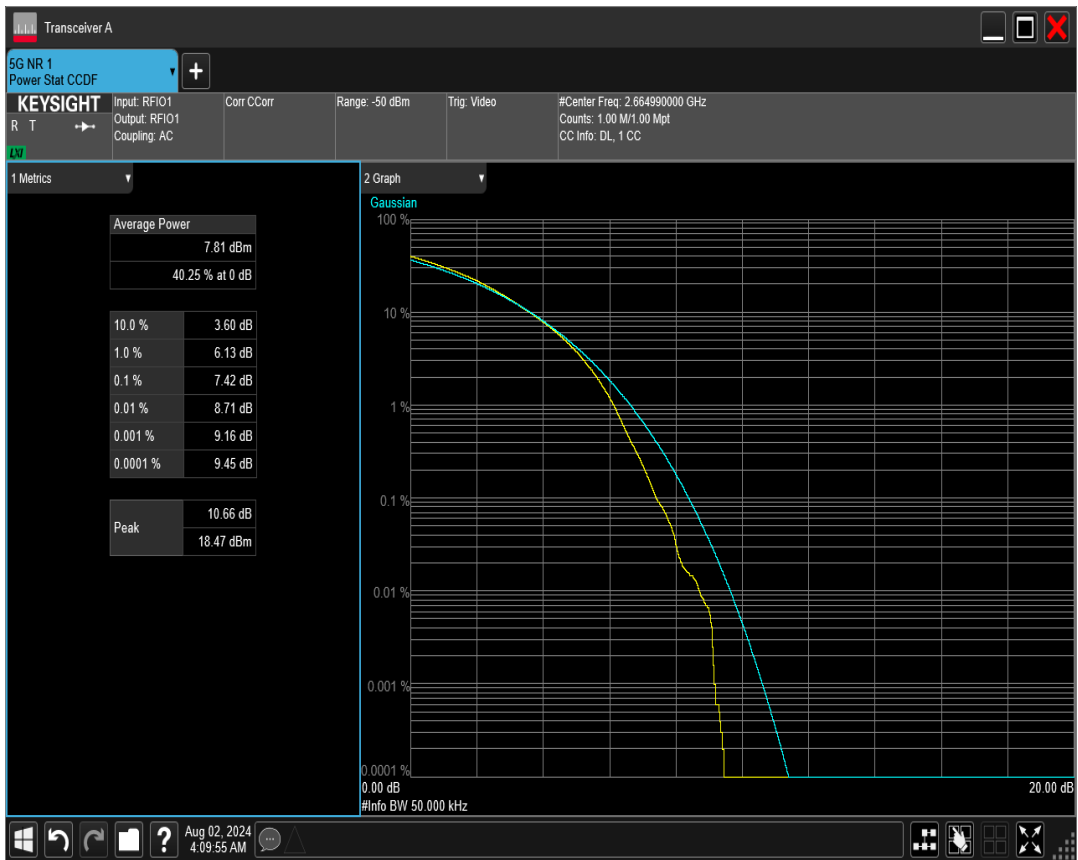 Transceiver A
5G NR 1
Power Stat CCDF
KEYSIGHT
R T
LXI
Input: RFIO1
Output: RFIO1
Coupling: AC
Corr CCorr
Range: -50 dBm
Trig: Video
#Center Freq: 2.664990000 GHz
Counts: 1.00 M/1.00 Mpt
CC Info: DL, 1 CC
1 Metrics
Average Power
7.81 dBm
40.25 % at 0 dB
10.0 % 3.60 dB
1.0 % 6.13 dB
0.1 % 7.42 dB
0.01 % 8.71 dB
0.001 % 9.16 dB
0.0001 % 9.45 dB
Peak
10.66 dB
18.47 dBm
2 Graph
Gaussian
100 %
10 %
1 %
0.1 %
0.01 %
0.001 %
0.0001 %
0.00 dB 20.00 dB
#Info BW 50.000 kHz
?
Aug 02, 2024
4:09:55 AM